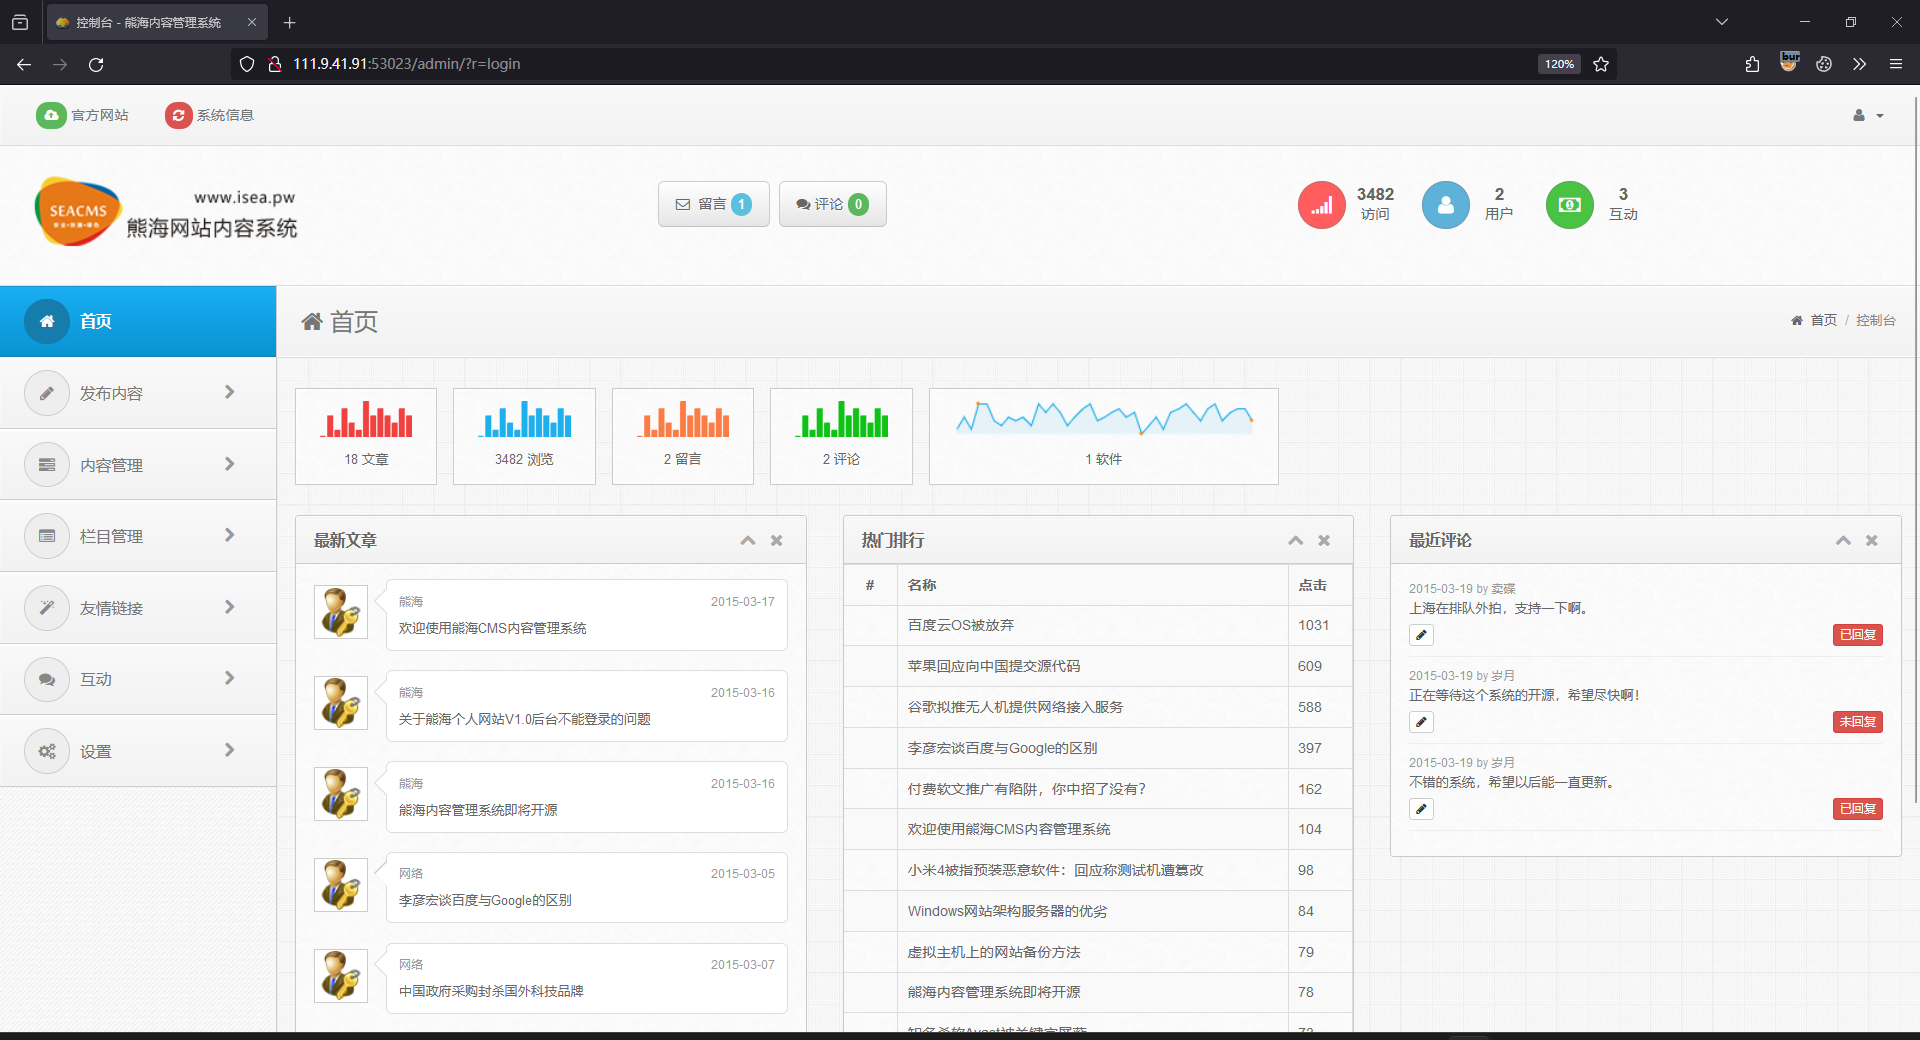 控制台 - 熊海内容管理系统
111.9.41.91:53023/admin/?r=login
120%
官方网站
系统信息
SEACMS
www.isea.pw
熊海网站内容系统
留言 1
评论 0
3482
访问
2
用户
3
互动
首页
发布内容
内容管理
栏目管理
友情链接
互动
设置
首页
首页 / 控制台
18 文章
3482 浏览
2 留言
2 评论
1 软件
最新文章
熊海 2015-03-17
欢迎使用熊海CMS内容管理系统
熊海 2015-03-16
关于熊海个人网站V1.0后台不能登录的问题
熊海 2015-03-16
熊海内容管理系统即将开源
网络 2015-03-05
李彦宏谈百度与Google的区别
网络 2015-03-07
中国政府采购封杀国外科技品牌
热门排行
# 名称 点击
百度云OS被放弃 1031
苹果回应向中国提交源代码 609
谷歌拟推无人机提供网络接入服务 588
李彦宏谈百度与Google的区别 397
付费软文推广有陷阱，你中招了没有？ 162
欢迎使用熊海CMS内容管理系统 104
小米4被指预装恶意软件：回应称测试机遭篡改 98
Windows网站架构服务器的优劣 84
虚拟主机上的网站备份方法 79
熊海内容管理系统即将开源 78
最近评论
2015-03-19 by 卖碟
上海在排队外拍，支持一下啊。
已回复
2015-03-19 by 岁月
正在等待这个系统的开源，希望尽快啊！
未回复
2015-03-19 by 岁月
不错的系统，希望以后能一直更新。
已回复